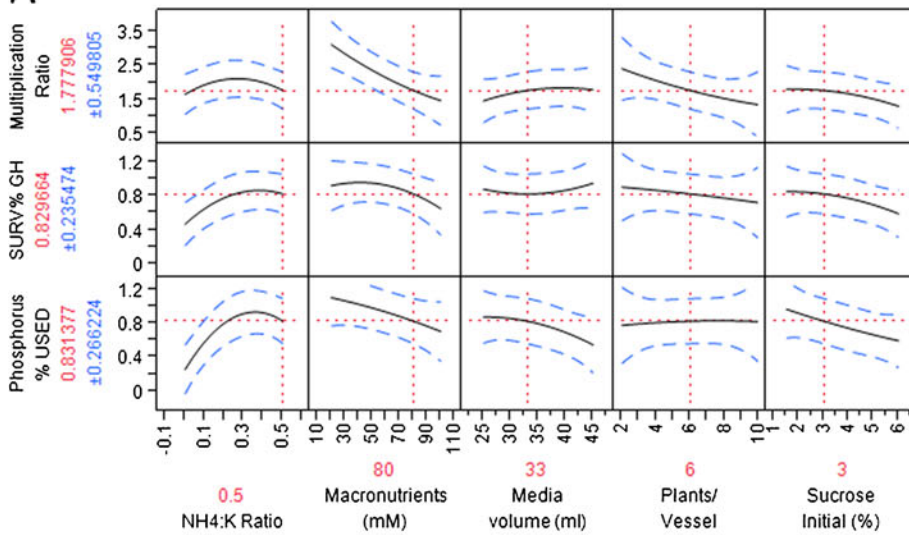 Multiplication
Ratio
1.777906
±0.549805
3.5
2.5
1.5
0.5
SURV% GH
0.829664
±0.235474
1.2
0.8
0.4
0
Phosphorus
% USED
0.831377
±0.266224
1.2
0.8
0.4
0
-0.1 0.1 0.3 0.5 10 30 50 70 90 110 25 30 35 40 45 2 4 6 8 10 1 2 3 4 5 6
0.5 80 33 6 3
NH4:K Ratio
Macronutrients
(mM)
Media
volume (ml)
Plants/
Vessel
Sucrose
Initial (%)